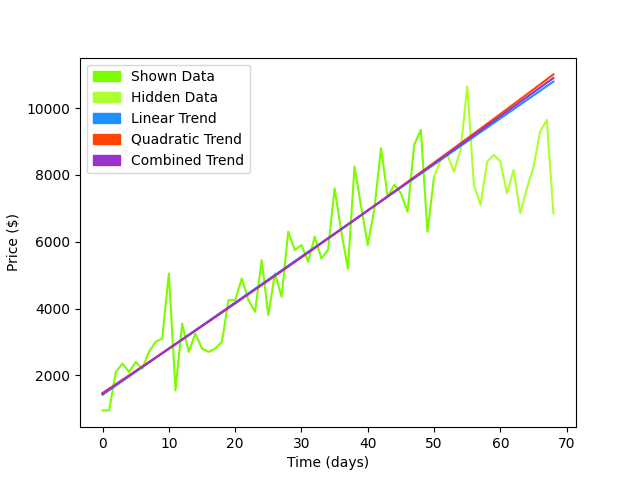 Shown Data
Hidden Data
Linear Trend
Quadratic Trend
Combined Trend
10000
8000
6000
4000
2000
Price ($)
0 10 20 30 40 50 60 70
Time (days)